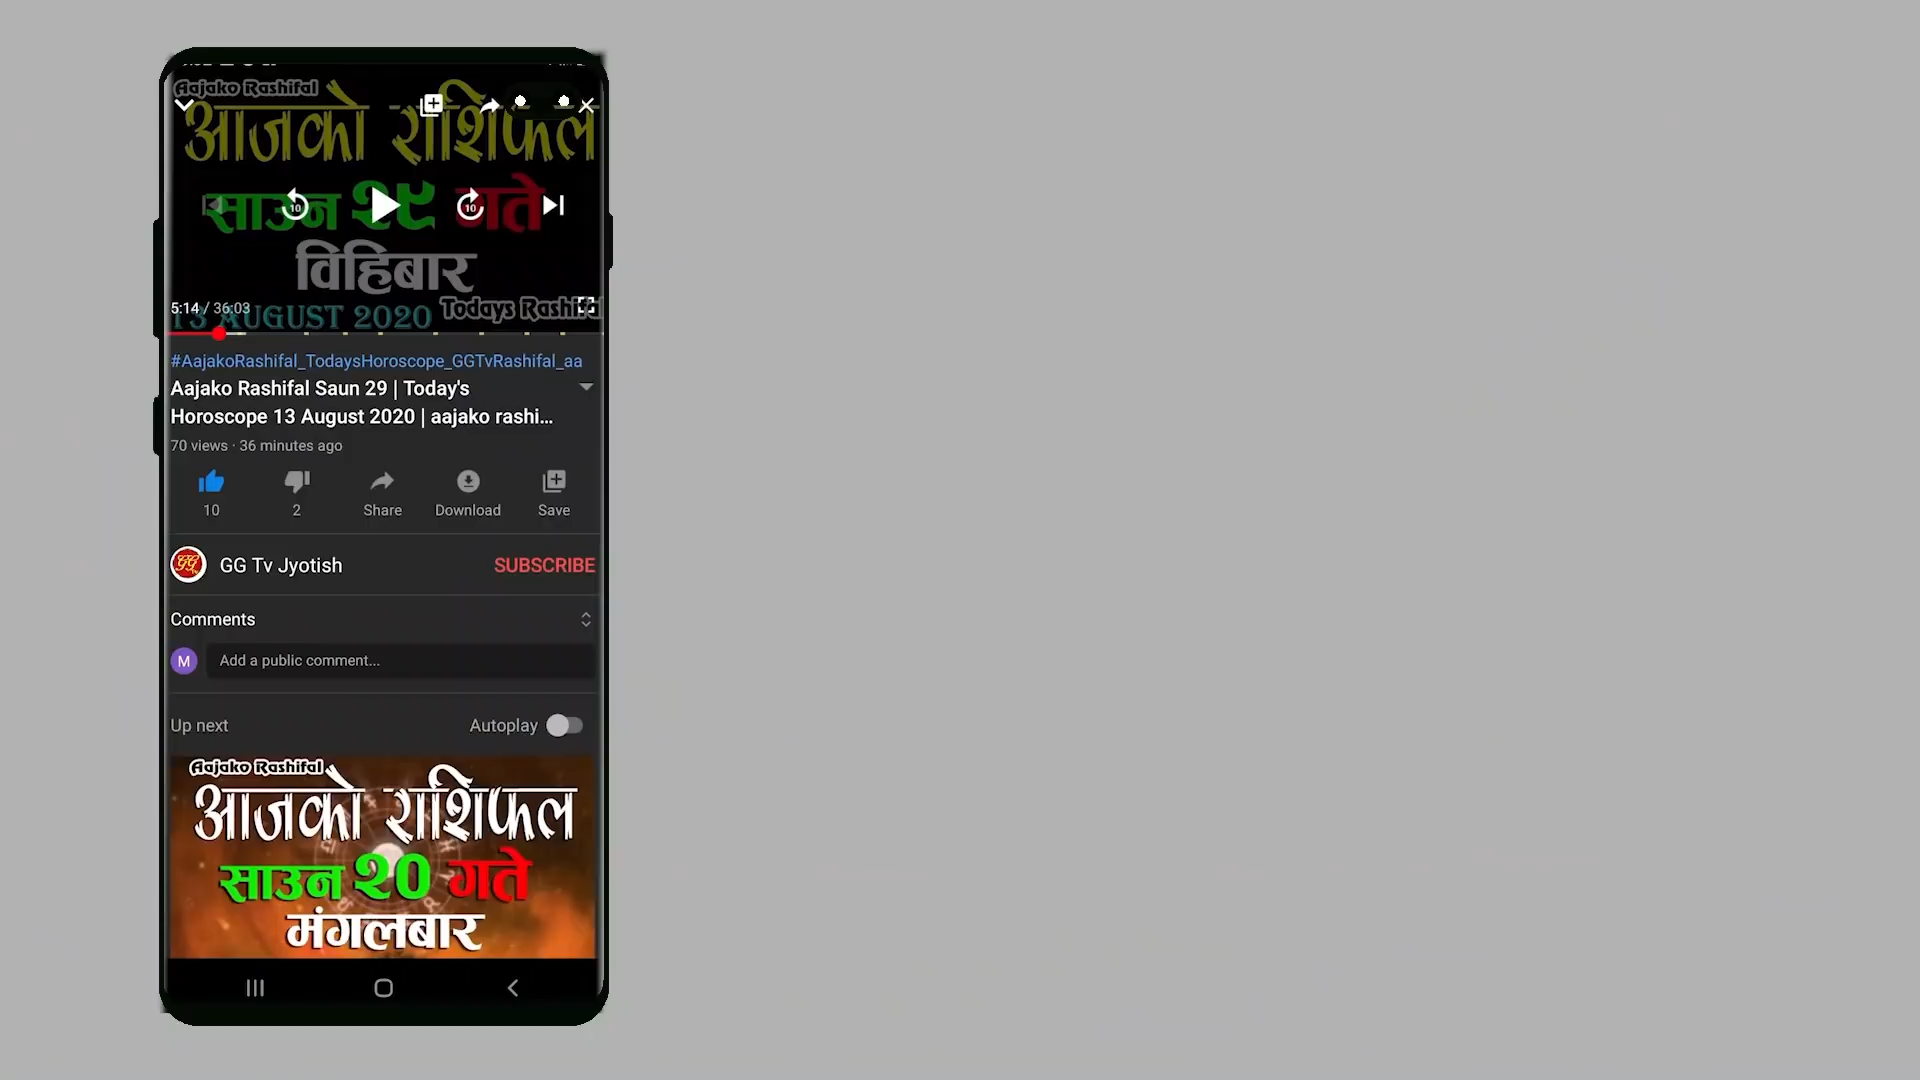 Aajako Rashifal
आजको राशिफल
साउन २९ गते
10
10
विहिबार
5:14 / 36:03
13 AUGUST 2020
Todays Rashifal
#AajakoRashifal_TodaysHoroscope_GGTvRashifal_aa
Aajako Rashifal Saun 29 | Today's
Horoscope 13 August 2020 | aajako rashi...
70 views · 36 minutes ago
10
2
Share
Download
Save
GG Tv Jyotish
SUBSCRIBE
Comments
M
Add a public comment...
Up next
Autoplay
Aajako Rashifal
आजको राशिफल
साउन २० गते
मंगलबार